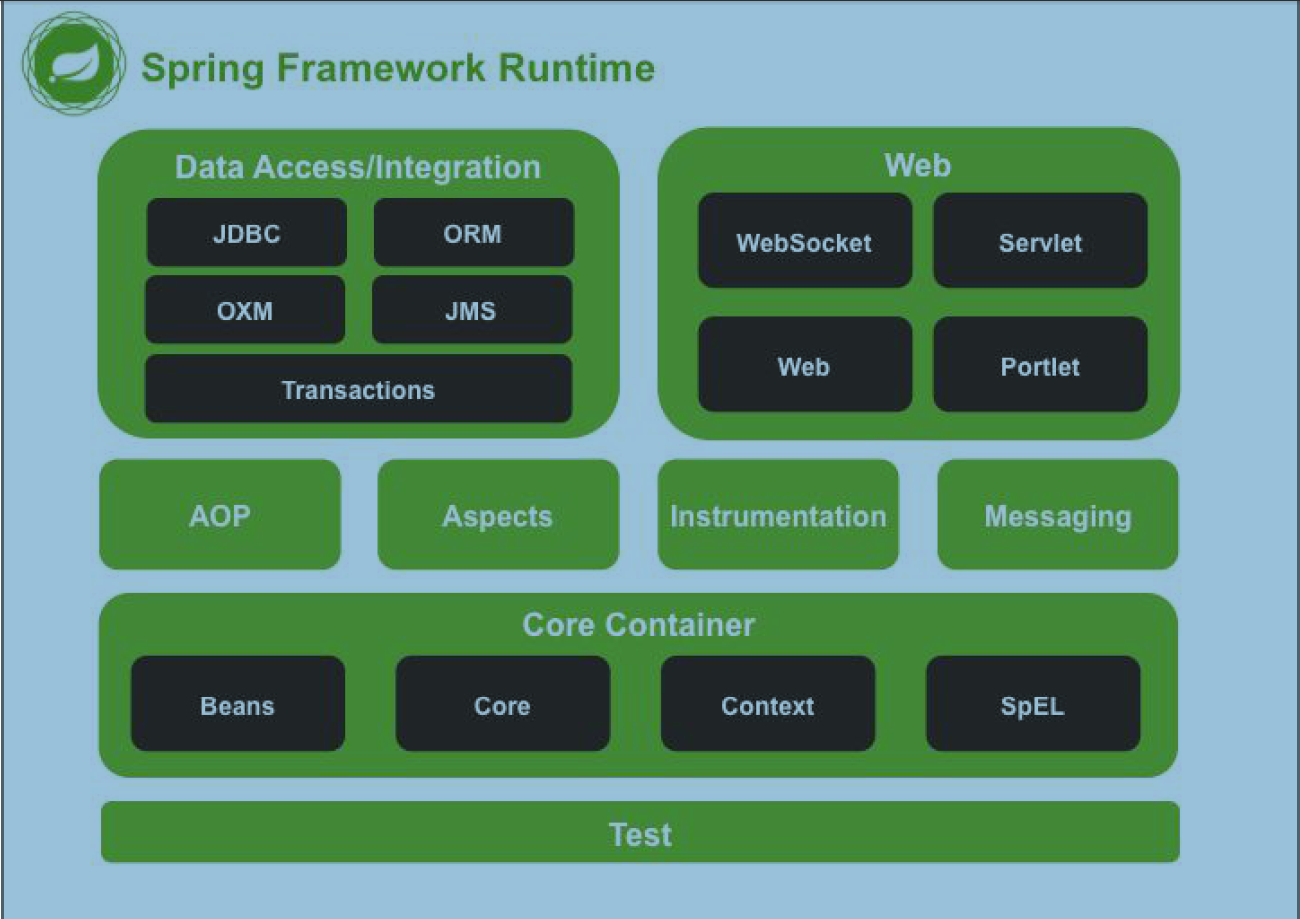 Spring Framework Runtime
Data Access/Integration
JDBC
ORM
OXM
JMS
Transactions
Web
WebSocket
Servlet
Web
Portlet
AOP
Aspects
Instrumentation
Messaging
Core Container
Beans
Core
Context
SpEL
Test